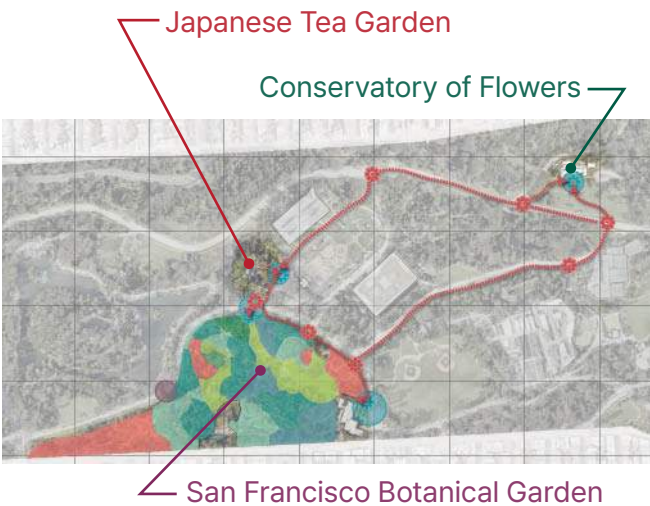 Japanese Tea Garden
Conservatory of Flowers
San Francisco Botanical Garden